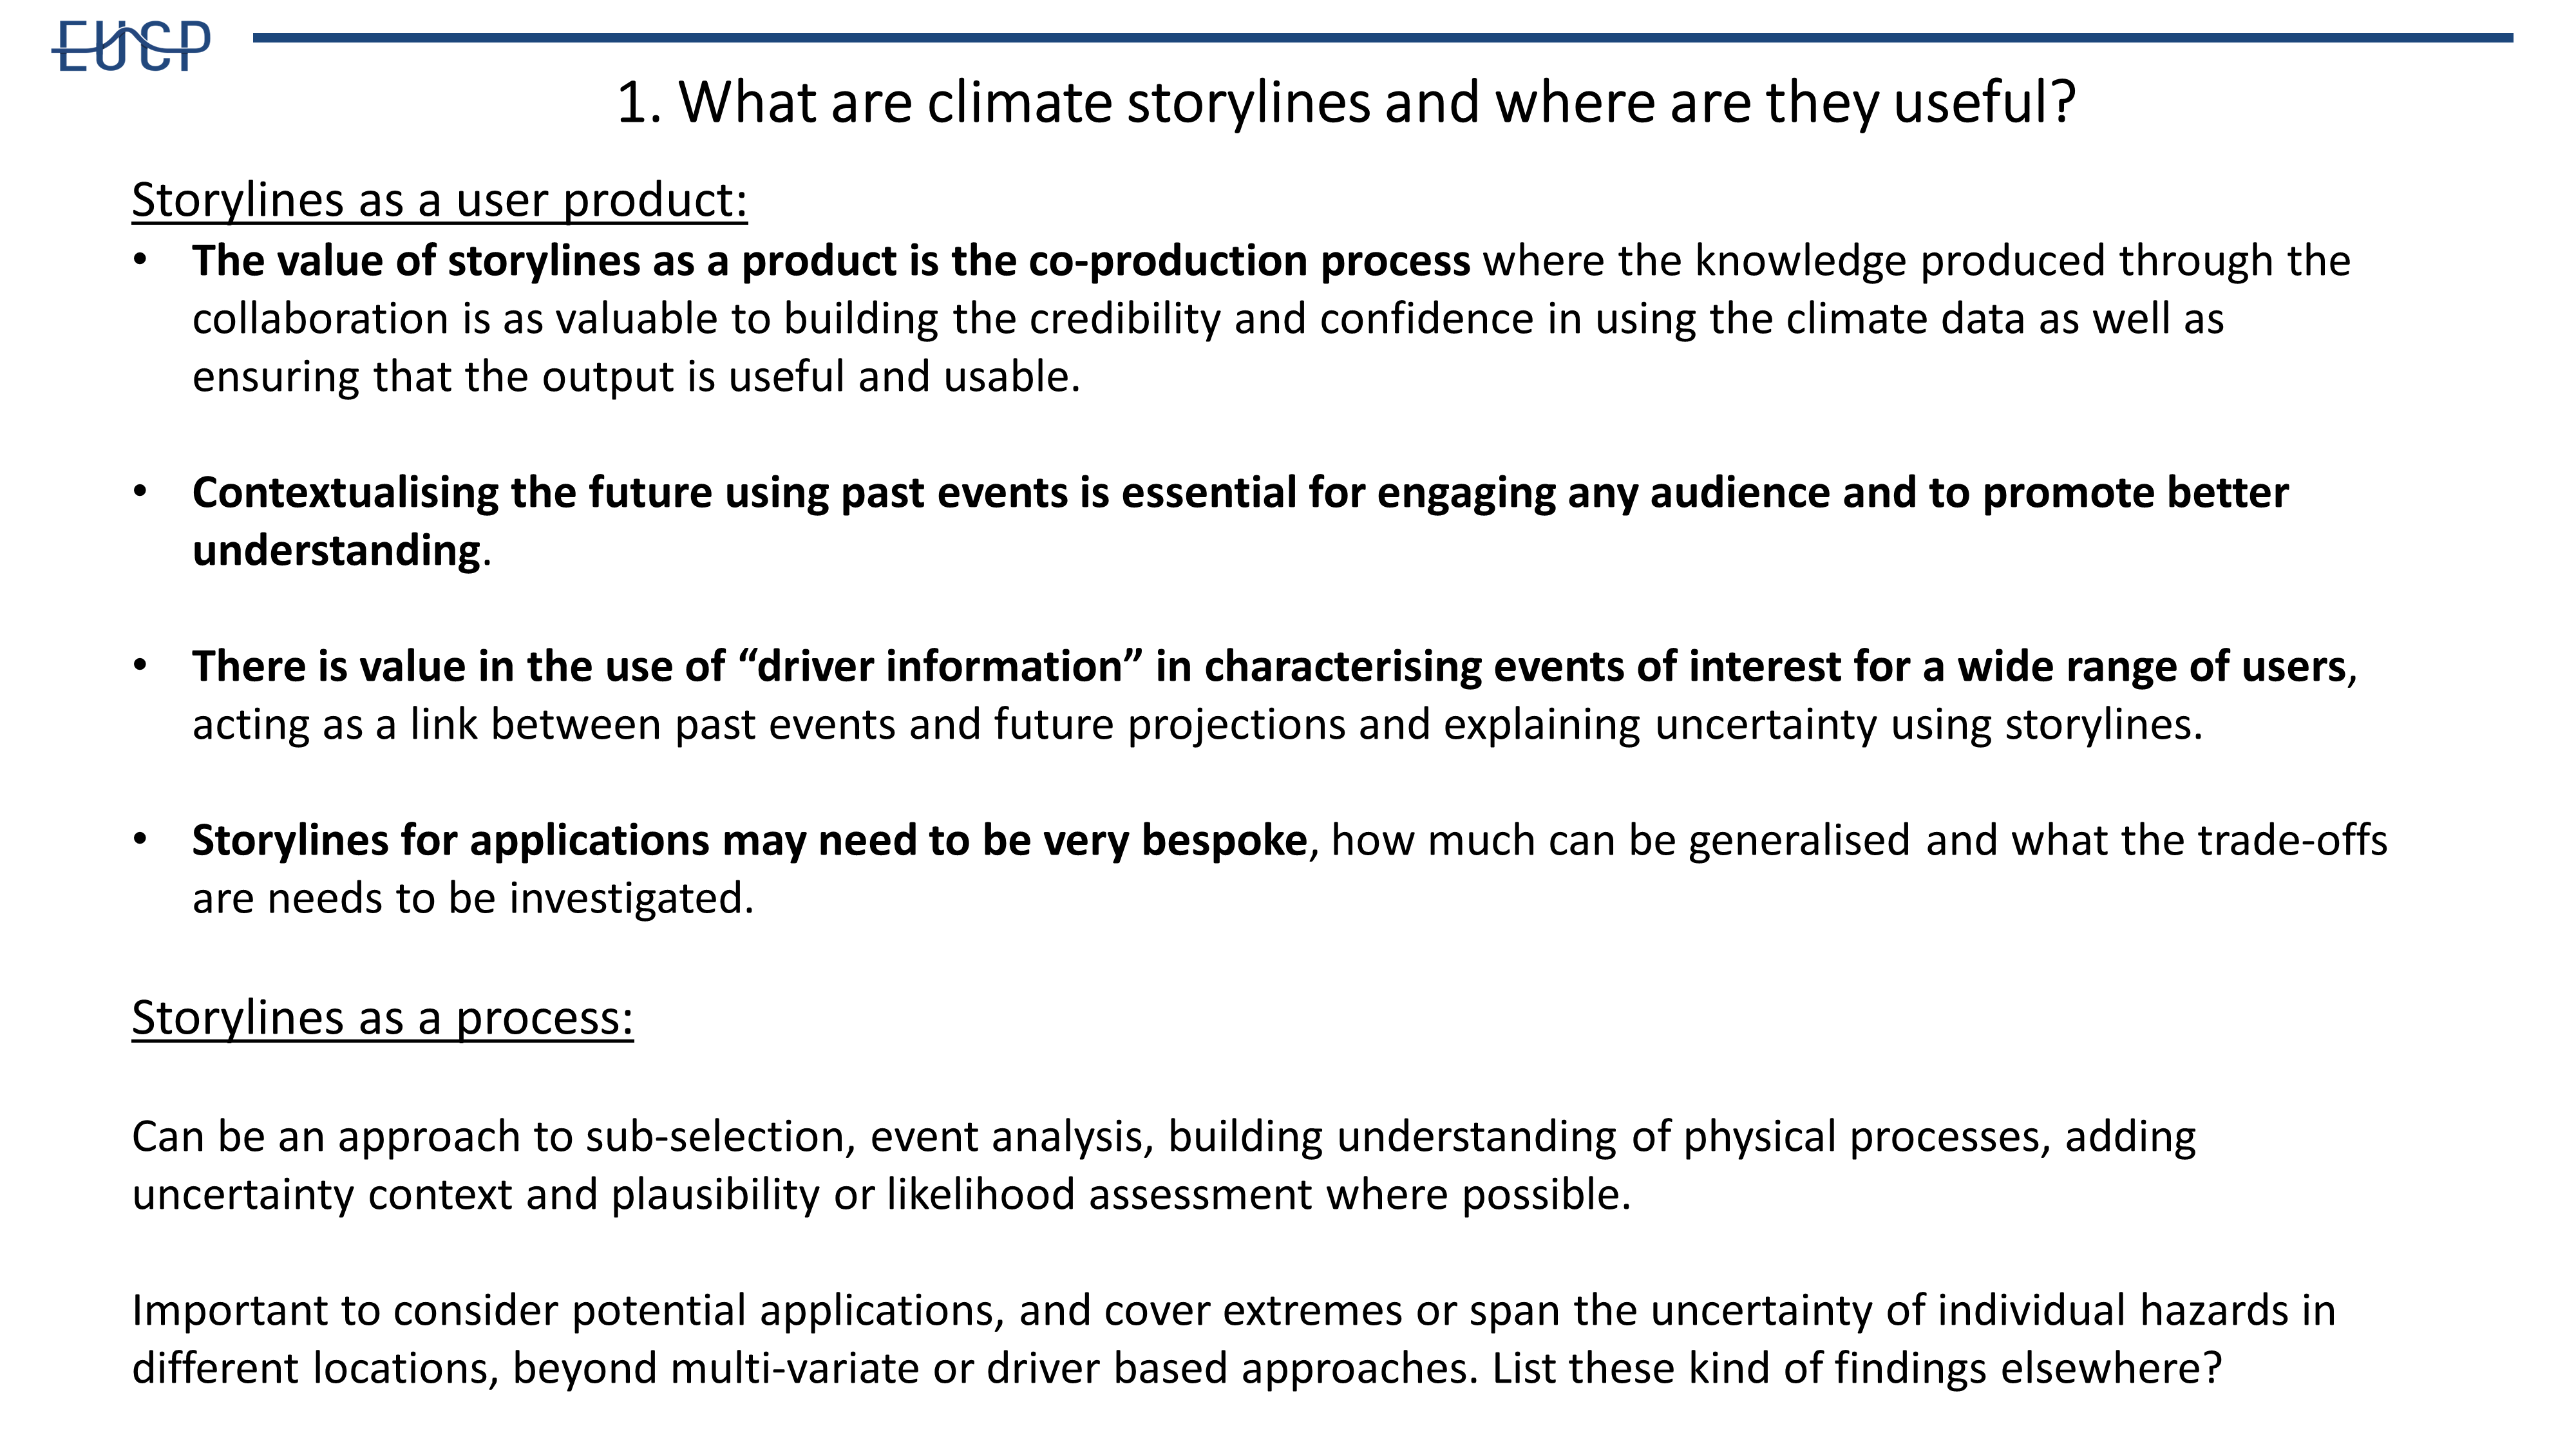 EUCP
1. What are climate storylines and where are they useful?
Storylines as a user product:
• The value of storylines as a product is the co-production process where the knowledge produced through the
collaboration is as valuable to building the credibility and confidence in using the climate data as well as
ensuring that the output is useful and usable.
• Contextualising the future using past events is essential for engaging any audience and to promote better
understanding.
• There is value in the use of “driver information” in characterising events of interest for a wide range of users,
acting as a link between past events and future projections and explaining uncertainty using storylines.
• Storylines for applications may need to be very bespoke, how much can be generalised and what the trade-offs
are needs to be investigated.
Storylines as a process:
Can be an approach to sub-selection, event analysis, building understanding of physical processes, adding
uncertainty context and plausibility or likelihood assessment where possible.
Important to consider potential applications, and cover extremes or span the uncertainty of individual hazards in
different locations, beyond multi-variate or driver based approaches. List these kind of findings elsewhere?